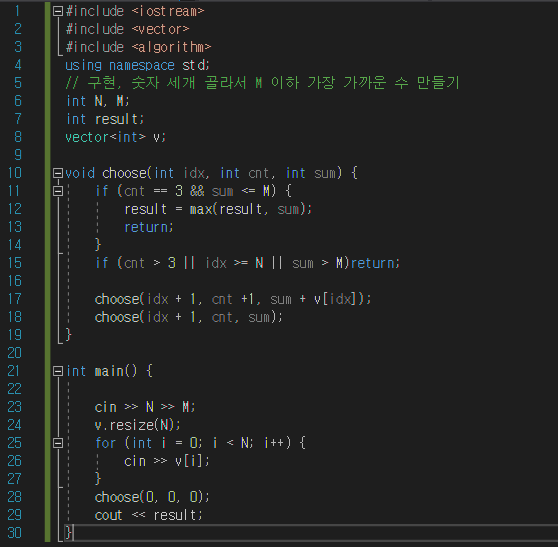 1 #include <iostream>
2 #include <vector>
3 #include <algorithm>
4 using namespace std;
5 // 구현, 숫자 세개 골라서 M 이하 가장 가까운 수 만들기
6 int N, M;
7 int result;
8 vector<int> v;
9
10 void choose(int idx, int cnt, int sum) {
11 if (cnt == 3 && sum <= M) {
12 result = max(result, sum);
13 return;
14 }
15 if (cnt > 3 || idx >= N || sum > M)return;
16
17 choose(idx + 1, cnt +1, sum + v[idx]);
18 choose(idx + 1, cnt, sum);
19 }
20
21 int main() {
22
23 cin >> N >> M;
24 v.resize(N);
25 for (int i = 0; i < N; i++) {
26 cin >> v[i];
27 }
28 choose(0, 0, 0);
29 cout << result;
30 }